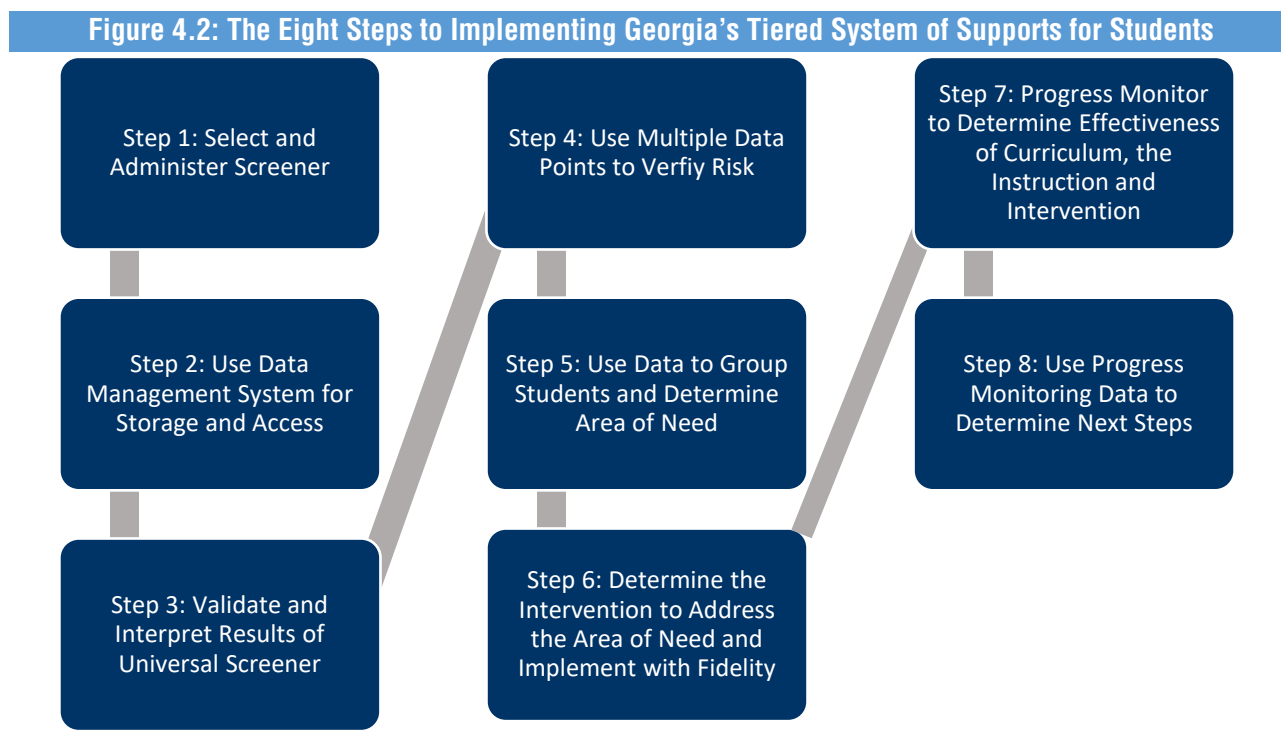 Figure 4.2: The Eight Steps to Implementing Georgia’s Tiered System of Supports for Students
Step 1: Select and
Administer Screener
Step 2: Use Data
Management System for
Storage and Access
Step 3: Validate and
Interpret Results of
Universal Screener
Step 4: Use Multiple Data
Points to Verfiy Risk
Step 5: Use Data to Group
Students and Determine
Area of Need
Step 6: Determine the
Intervention to Address
the Area of Need and
Implement with Fidelity
Step 7: Progress Monitor
to Determine Effectiveness
of Curriculum, the
Instruction and
Intervention
Step 8: Use Progress
Monitoring Data to
Determine Next Steps